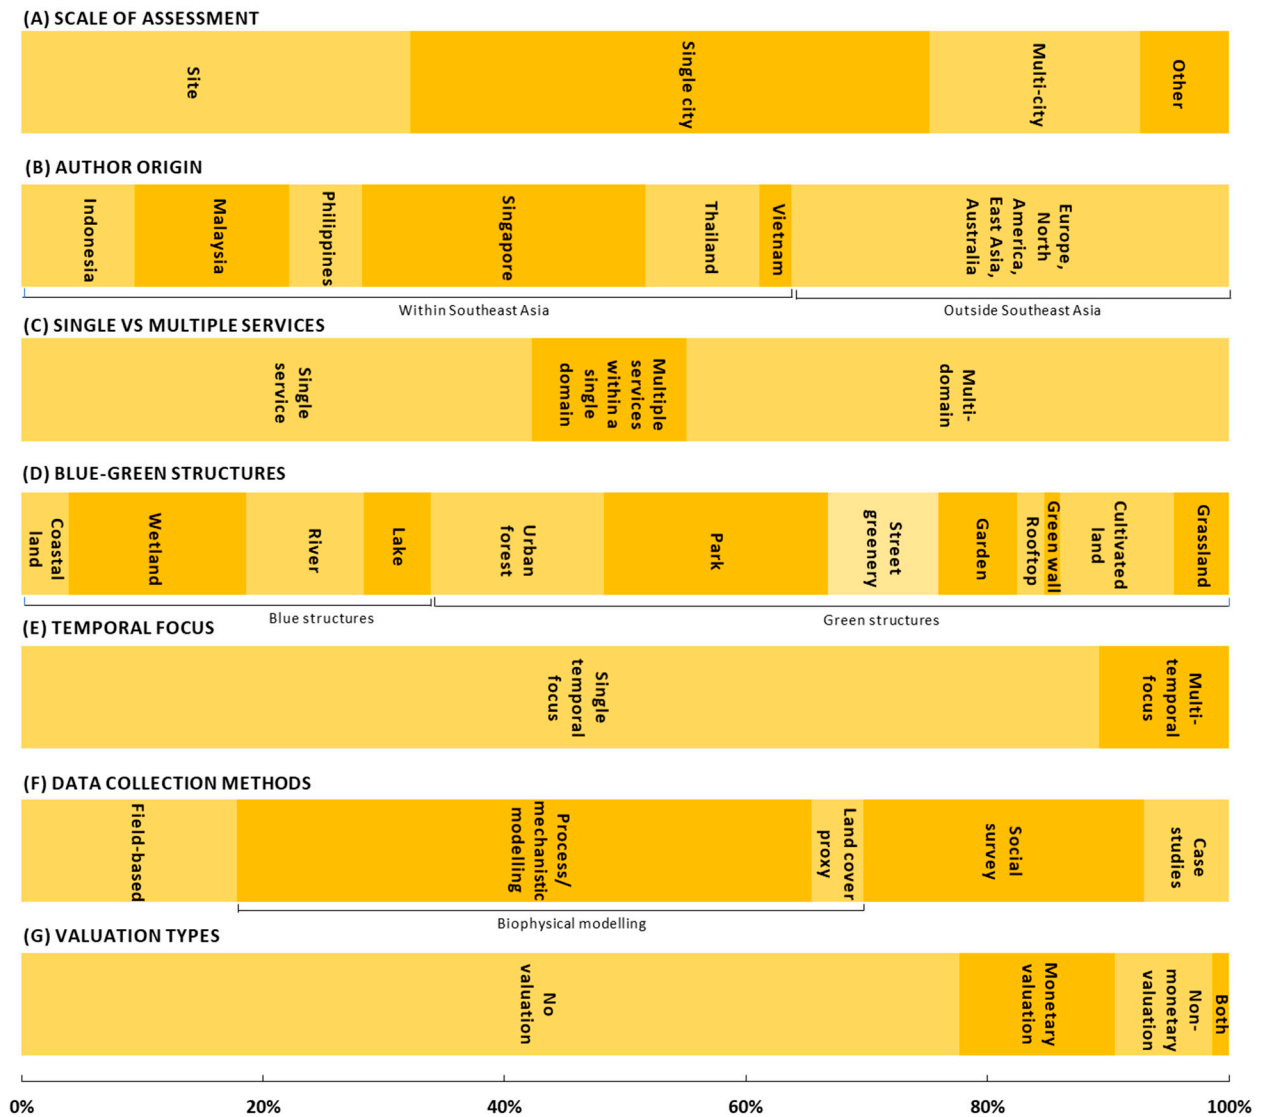 (A) SCALE OF ASSESSMENT
Site
Single city
Multi-city
Other
(B) AUTHOR ORIGIN
Indonesia
Malaysia
Philippines
Singapore
Thailand
Vietnam
Europe,
North
America,
East Asia,
Australia
Within Southeast Asia
Outside Southeast Asia
(C) SINGLE VS MULTIPLE SERVICES
Single
service
Multiple
services
within a
single
domain
Multi-
domain
(D) BLUE-GREEN STRUCTURES
Coastal
land
Wetland
River
Lake
Urban
forest
Park
Street
greenery
Garden
Rooftop
Green wall
Cultivated
land
Grassland
Blue structures
Green structures
(E) TEMPORAL FOCUS
Single
temporal
focus
Multi-
temporal
focus
(F) DATA COLLECTION METHODS
Field-based
Process/
mechanistic
modelling
Land cover
proxy
Social
survey
Case
studies
Biophysical modelling
(G) VALUATION TYPES
No
valuation
Monetary
valuation
Non-
monetary
valuation
Both
0%
20%
40%
60%
80%
100%